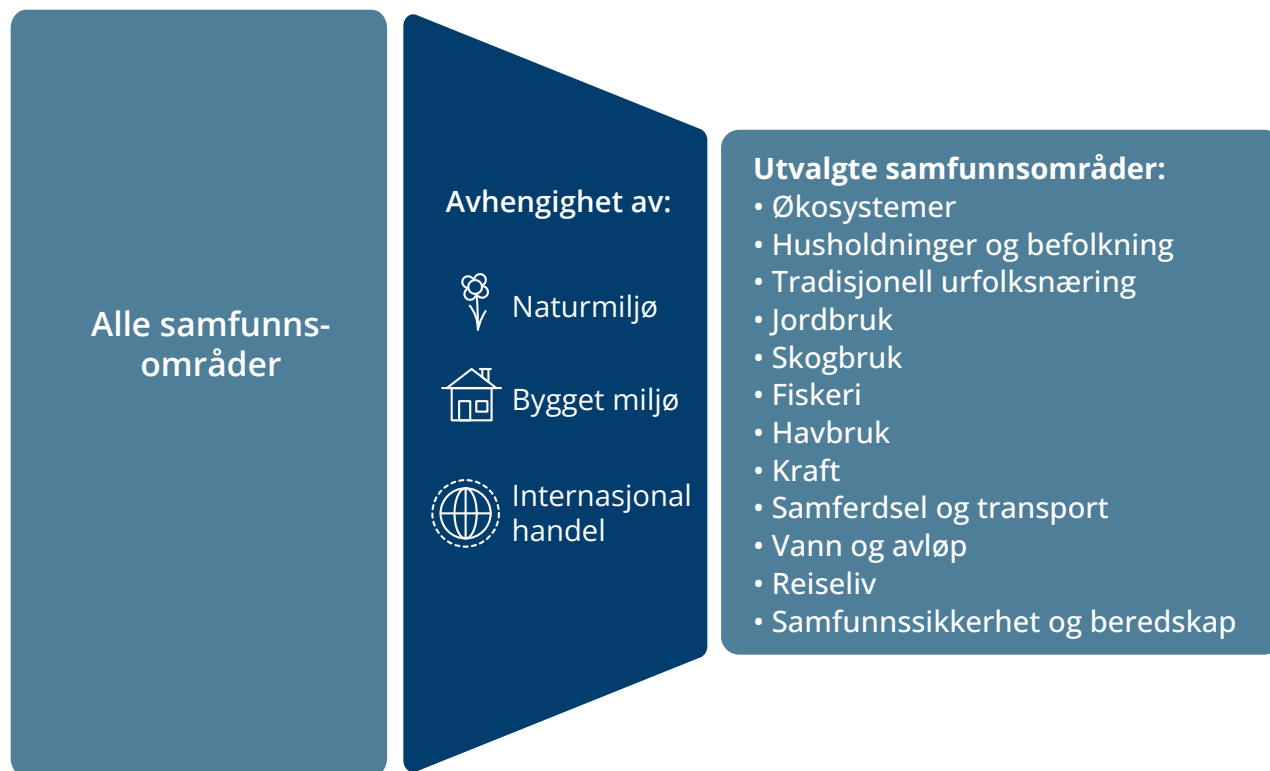 Alle samfunns-
områder
Avhengighet av:
Naturmiljø
Bygget miljø
Internasjonal
handel
Utvalgte samfunnsområder:
• Økosystemer
• Husholdninger og befolkning
• Tradisjonell urfolksnæring
• Jordbruk
• Skogbruk
• Fiskeri
• Havbruk
• Kraft
• Samferdsel og transport
• Vann og avløp
• Reiseliv
• Samfunnssikkerhet og beredskap